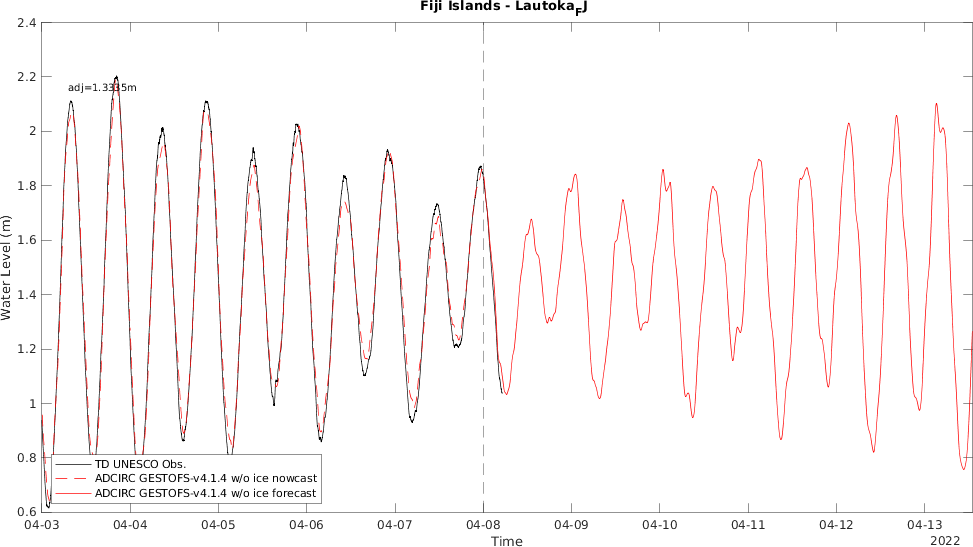 Fiji Islands - LautokaFJ
2.4
2.2
2
1.8
1.6
1.4
1.2
1
0.8
0.6
Water Level (m)
adj=1.3335m
TD UNESCO Obs.
ADCIRC GESTOFS-v4.1.4 w/o ice nowcast
ADCIRC GESTOFS-v4.1.4 w/o ice forecast
04-03 04-04 04-05 04-06 04-07 04-08 04-09 04-10 04-11 04-12 04-13
Time
2022